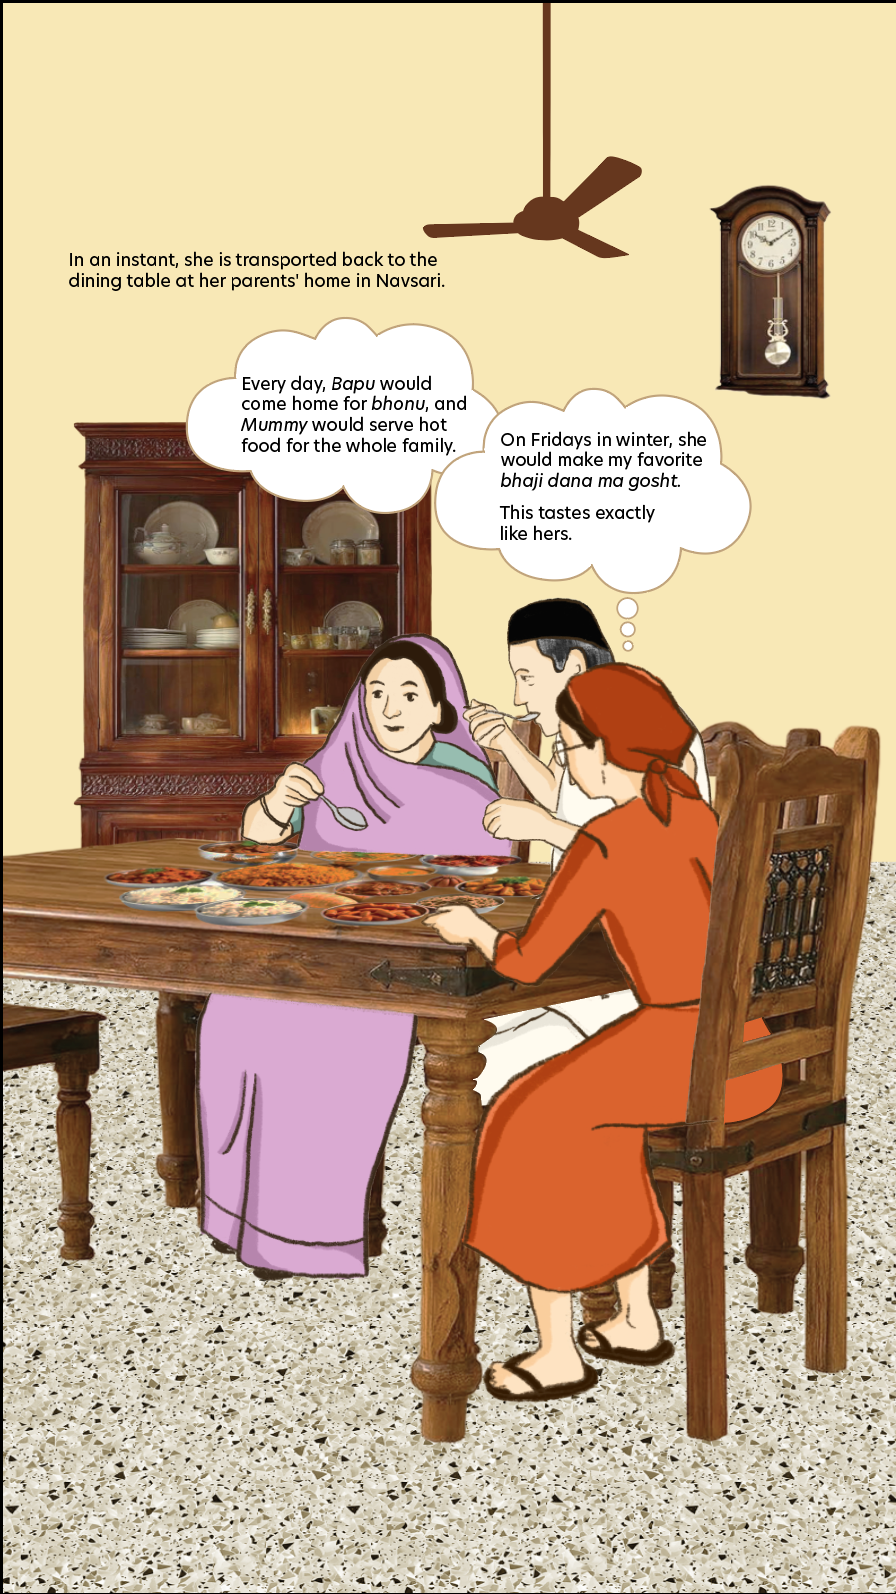 In an instant, she is transported back to the
dining table at her parents' home in Navsari.
Every day, Bapu would
come home for bhonu, and
Mummy would serve hot
food for the whole family.
On Fridays in winter, she
would make my favorite
bhaji dana ma gosht.
This tastes exactly
like hers.